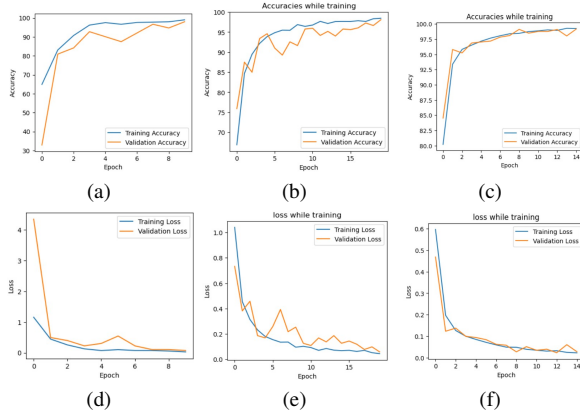 Accuracies while training
Accuracies while training
100
90
80
70
60
50
40
30
Accuracy
Training Accuracy
Validation Accuracy
0 2 4 6 8
Epoch
(a)
100
95
90
85
80
75
70
Accuracy
Training Accuracy
Validation Accuracy
0 5 10 15
Epoch
(b)
100.0
97.5
95.0
92.5
90.0
87.5
85.0
82.5
80.0
Accuracy
Training Accuracy
Validation Accuracy
0 2 4 6 8 10 12 14
Epoch
(c)
loss while training
loss while training
4
3
2
1
0
Loss
Training Loss
Validation Loss
0 2 4 6 8
Epoch
(d)
1.0
0.8
0.6
0.4
0.2
0.0
Loss
Training Loss
Validation Loss
0 5 10 15
Epoch
(e)
0.6
0.5
0.4
0.3
0.2
0.1
0.0
Loss
Training Loss
Validation Loss
0 2 4 6 8 10 12 14
Epoch
(f)